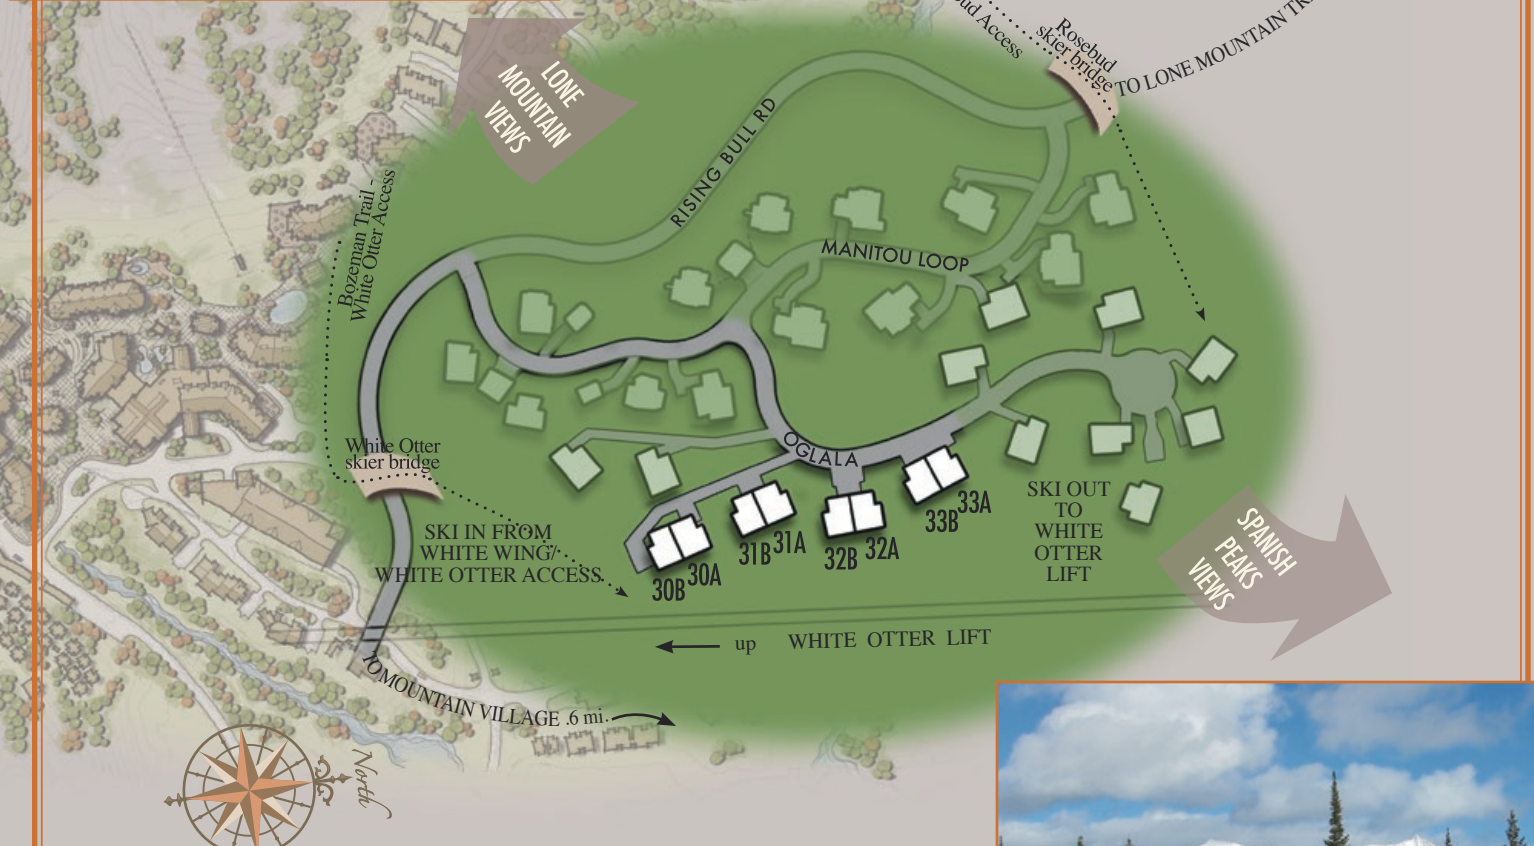 Access
Rosebud
skier bridge
TO LONE MOUNTAIN
LONE
MOUNTAIN
VIEWS
RISING BULL RD
Bozeman Trail -
White Otter Access
MANITOU LOOP
OGLALA
White Otter
skier bridge
SKI IN FROM
WHITE WING/
WHITE OTTER ACCESS
30B
30A
31B
31A
32B
32A
33B
33A
SKI OUT
TO
WHITE
OTTER
LIFT
SPANISH
PEAKS
VIEWS
up WHITE OTTER LIFT
TO MOUNTAIN VILLAGE .6 mi.
North